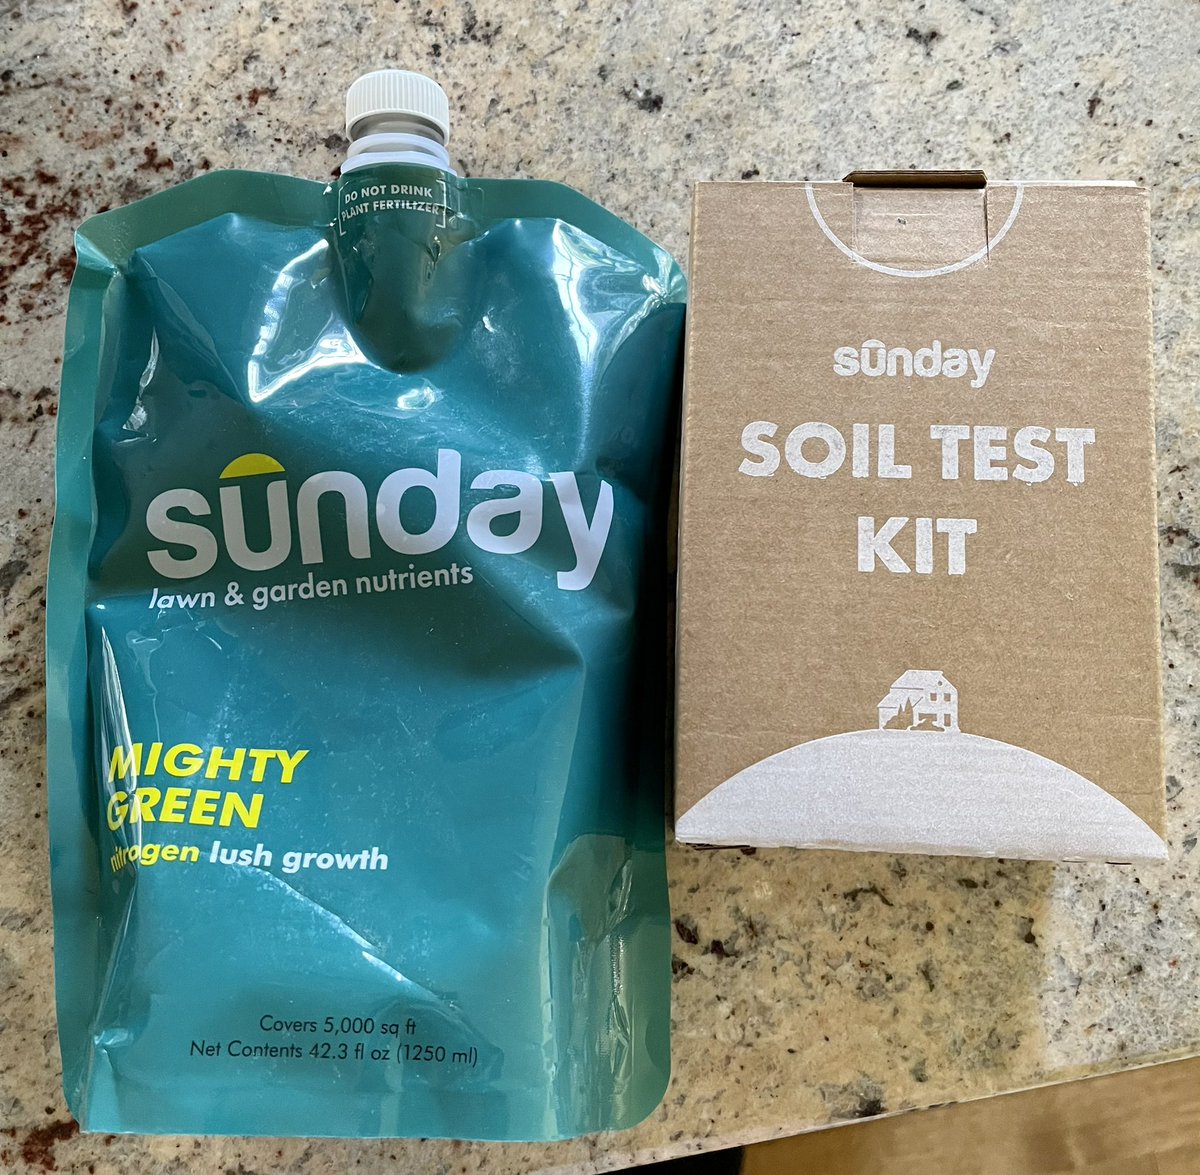 DO NOT DRINK
PLANT FERTILIZER
sunday
lawn & garden nutrients
MIGHTY
GREEN
nitrogen lush growth
Covers 5,000 sq ft
Net Contents 42.3 fl oz (1250 ml)
sunday
SOIL TEST
KIT